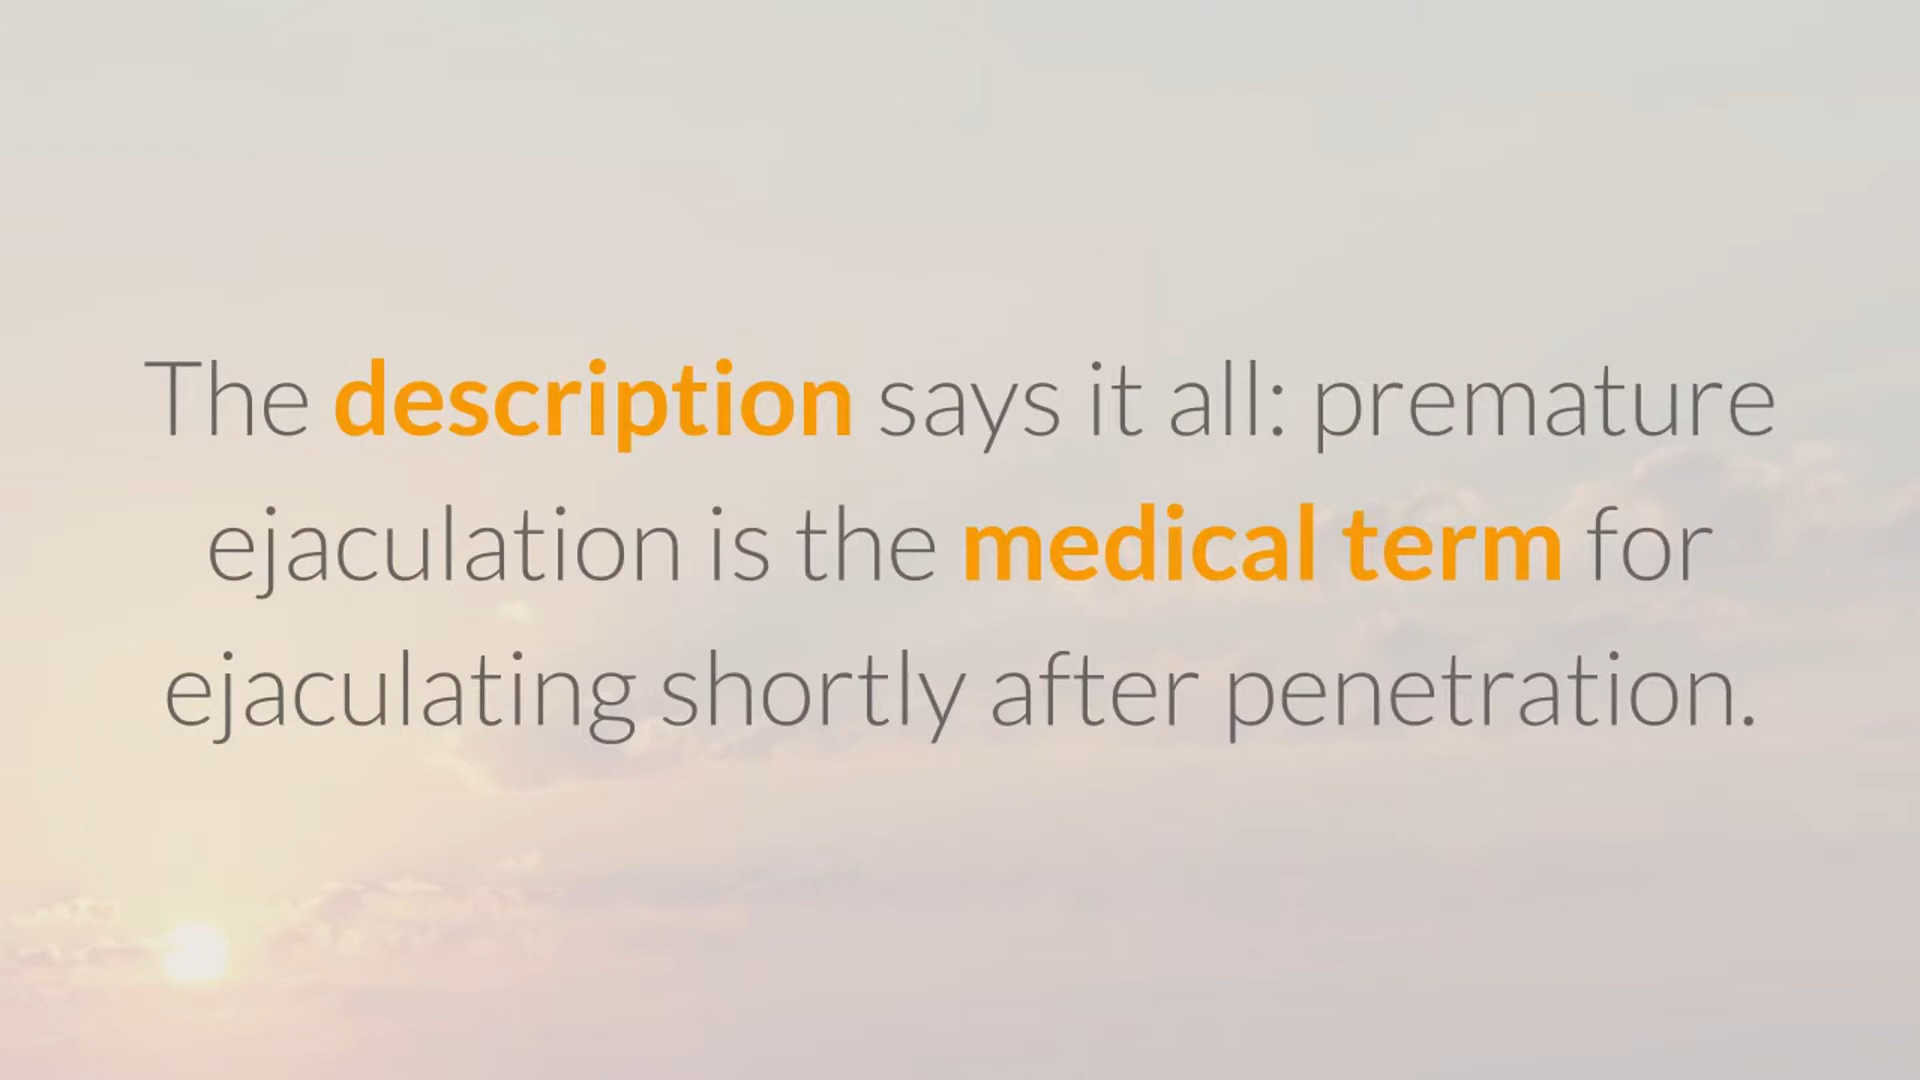 The description says it all: premature
ejaculation is the medical term for
ejaculating shortly after penetration.